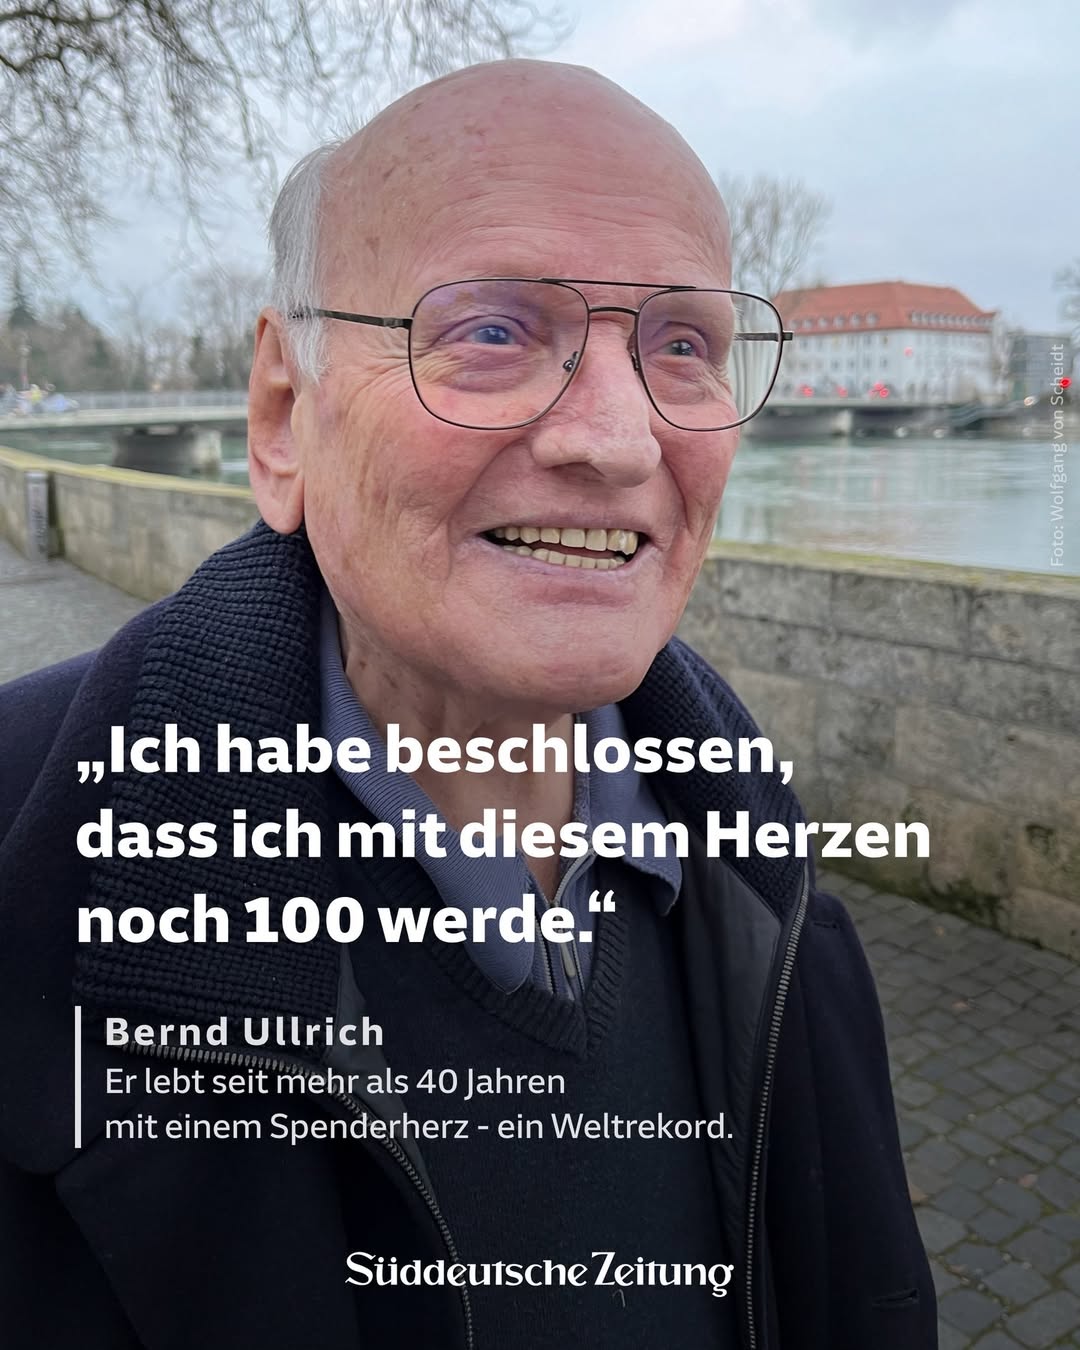 „Ich habe beschlossen,
dass ich mit diesem Herzen
noch 100 werde.“
Bernd Ullrich
Er lebt seit mehr als 40 Jahren
mit einem Spenderherz - ein Weltrekord.
Süddeutsche Zeitung
Foto: Wolfgang von Scheidt